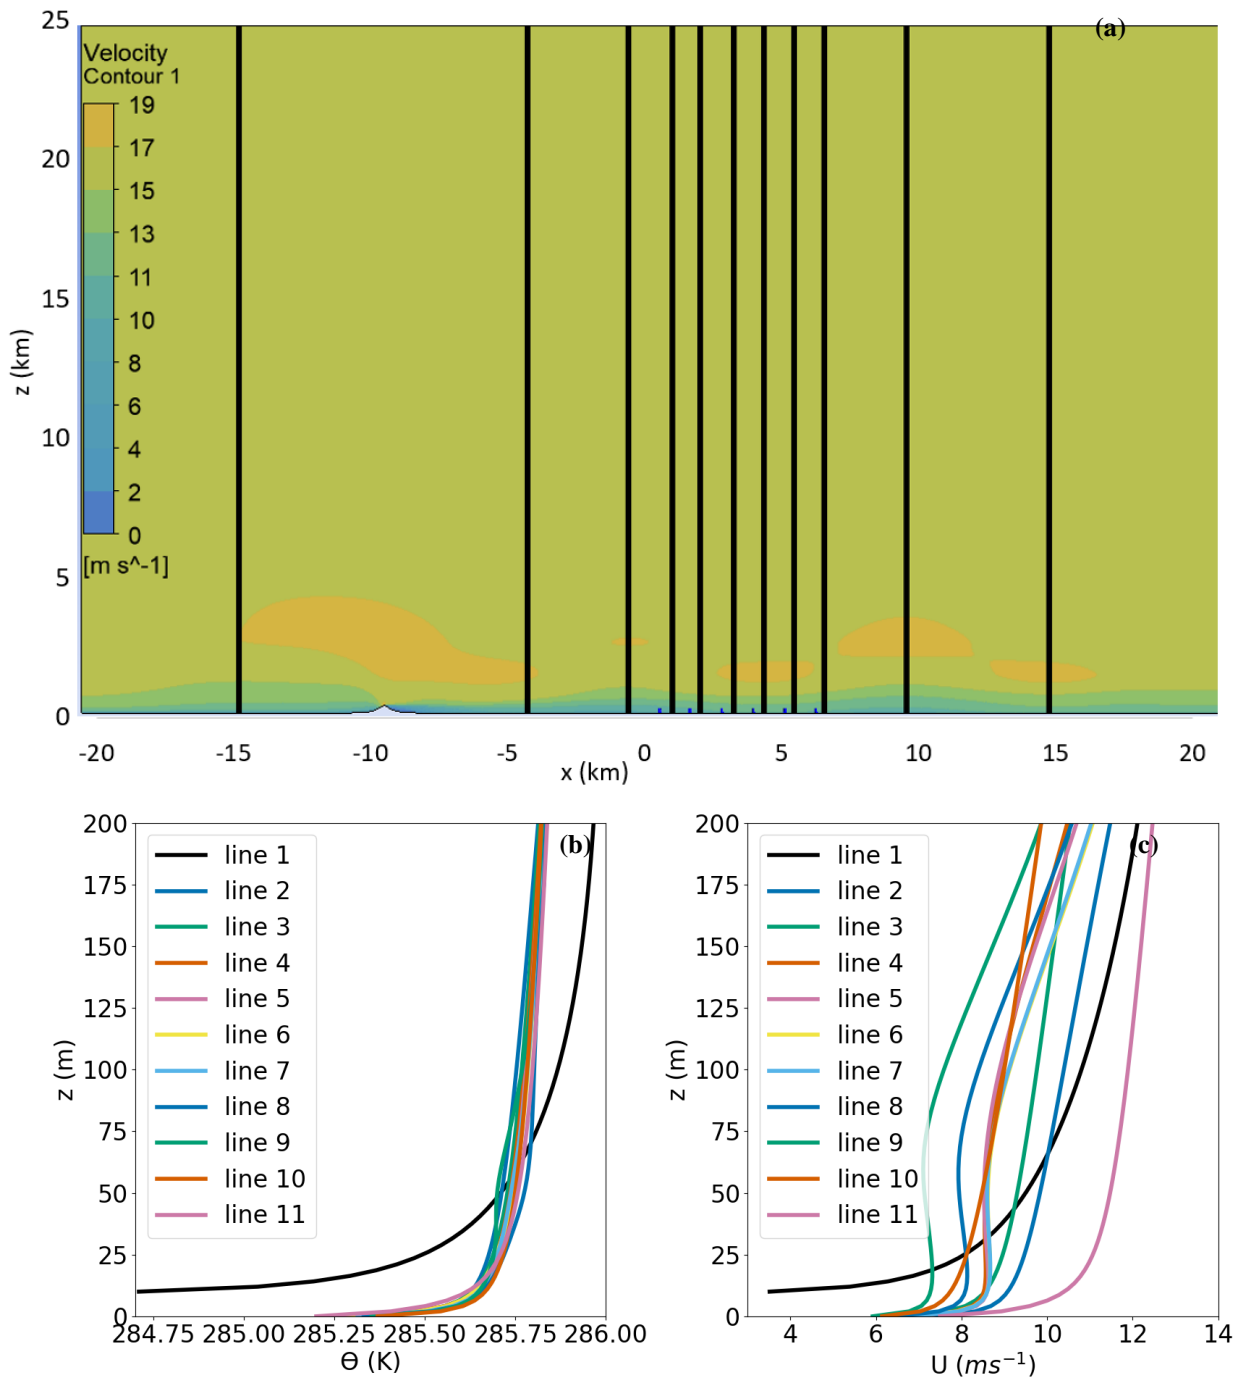 (a)
25
20
15
10
5
0
z (km)
Velocity
Contour 1
19
17
15
13
11
10
8
6
4
2
0
[m s^-1]
-20 -15 -10 -5 0 5 10 15 20
x (km)
(b)
200
175
150
125
100
75
50
25
0
z (m)
line 1
line 2
line 3
line 4
line 5
line 6
line 7
line 8
line 9
line 10
line 11
284.75 285.00 285.25 285.50 285.75 286.00
Θ (K)
(c)
200
175
150
125
100
75
50
25
0
z (m)
line 1
line 2
line 3
line 4
line 5
line 6
line 7
line 8
line 9
line 10
line 11
4 6 8 10 12 14
U (ms⁻¹)